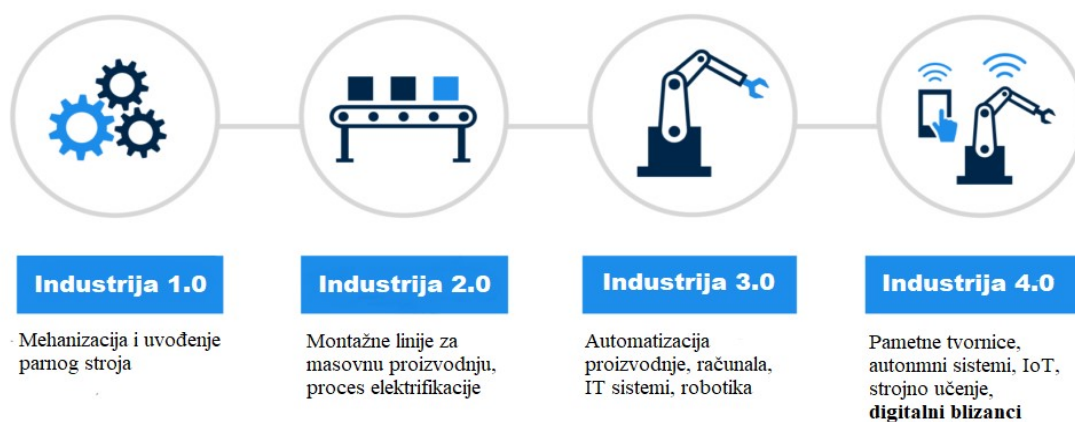 Industrija 1.0
Mehanizacija i uvođenje
parnog stroja
Industrija 2.0
Montažne linije za
masovnu proizvodnju,
proces elektrifikacije
Industrija 3.0
Automatizacija
proizvodnje, računala,
IT sistemi, robotika
Industrija 4.0
Pametne tvornice,
autonmni sistemi, IoT,
strojno učenje,
digitalni blizanci